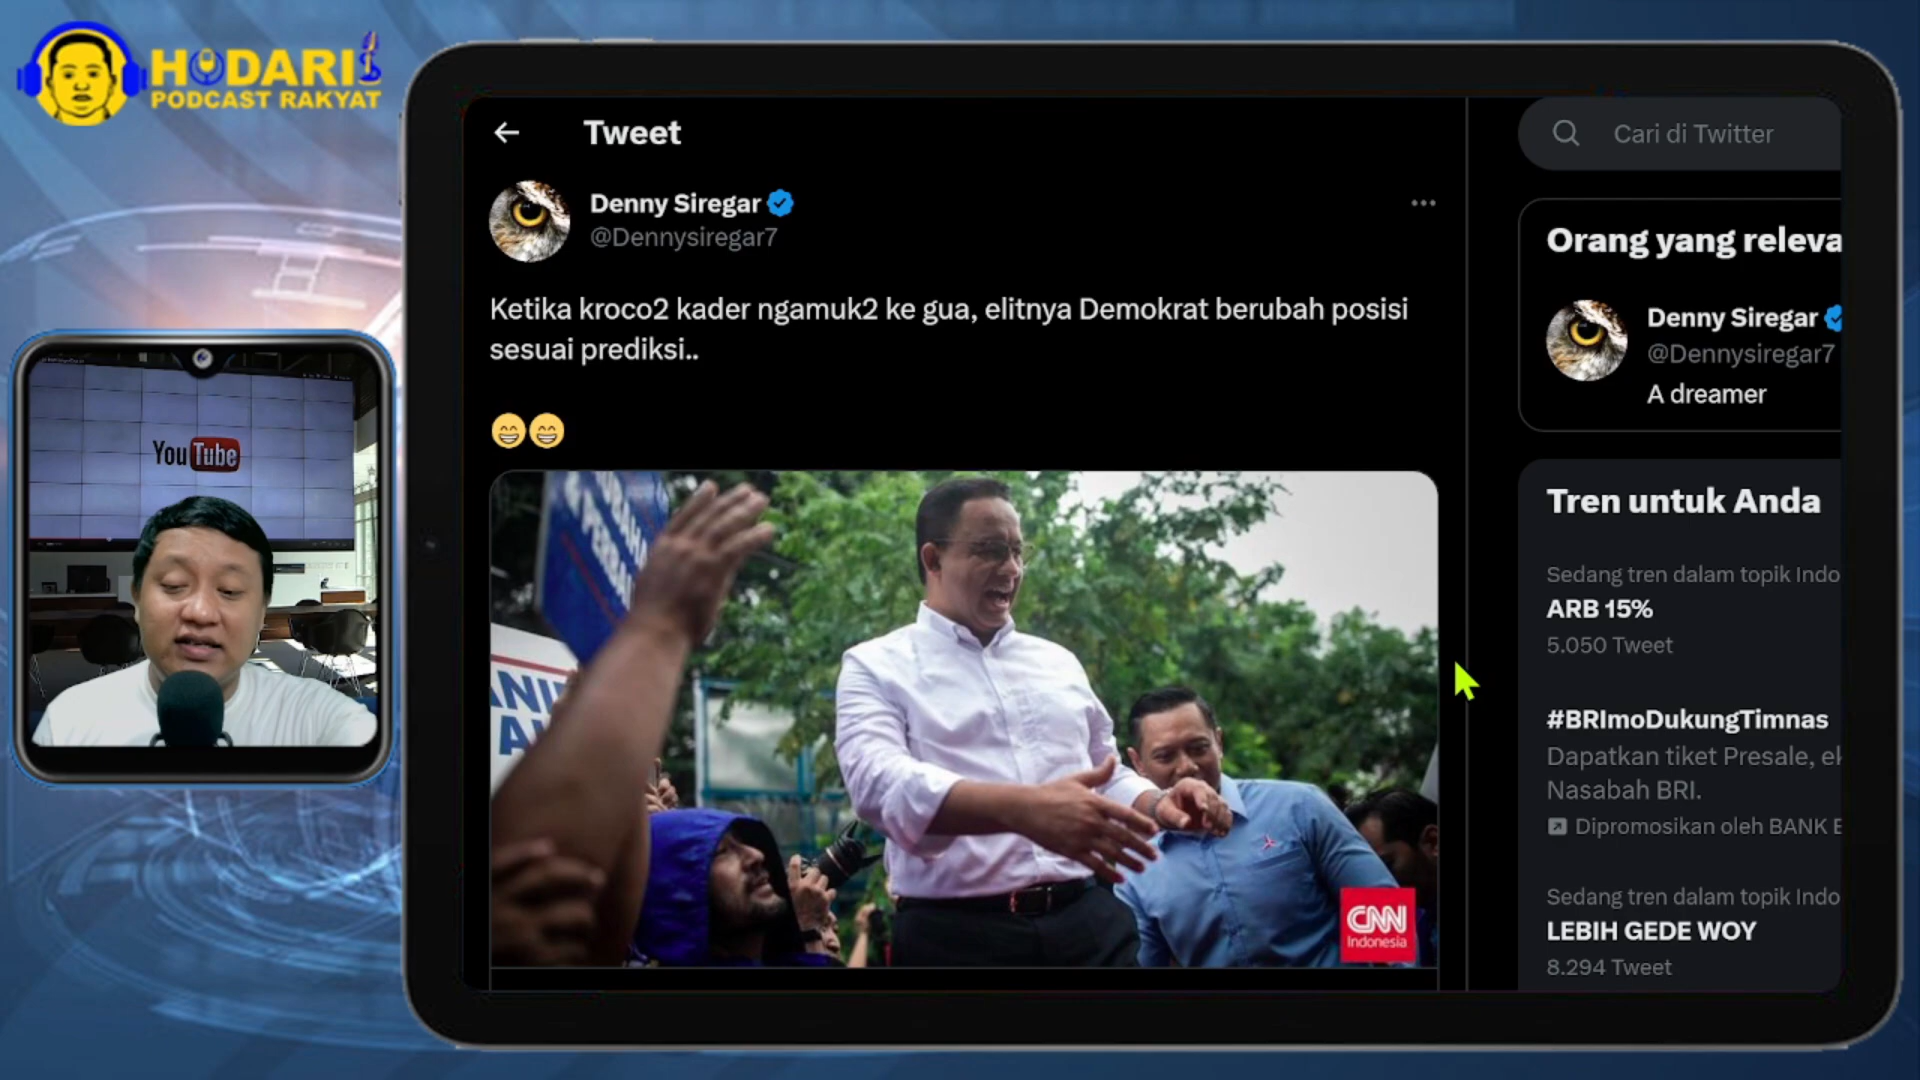 HODARI
PODCAST RAKYAT
YouTube
Tweet
Denny Siregar
@Dennysiregar7
Ketika kroco2 kader ngamuk2 ke gua, elitnya Demokrat berubah posisi
sesuai prediksi..
CNN
Indonesia
Cari di Twitter
Orang yang releva
Denny Siregar
@Dennysiregar7
A dreamer
Tren untuk Anda
Sedang tren dalam topik Indo
ARB 15%
5.050 Tweet
#BRImoDukungTimnas
Dapatkan tiket Presale, ek
Nasabah BRI.
Dipromosikan oleh BANK
Sedang tren dalam topik Indo
LEBIH GEDE WOY
8.294 Tweet